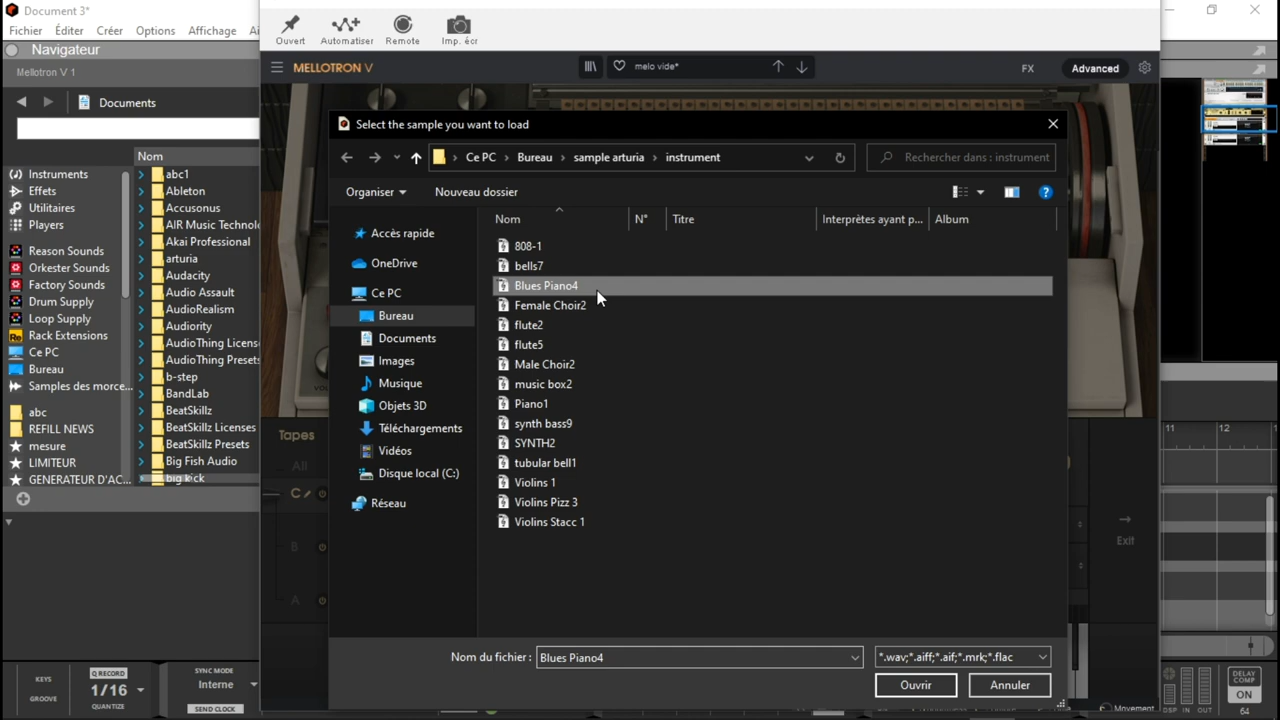 Document 3*
Fichier Éditer Créer Options Affichage
Navigateur
Mellotron V 1
Documents
Nom
Instruments
Effets
Utilitaires
Players
Reason Sounds
Orkester Sounds
Factory Sounds
Drum Supply
Loop Supply
Rack Extensions
Ce PC
Bureau
Samples des morce...
abc
REFILL NEWS
mesure
LIMITEUR
GENERATEUR D'AC...
abc1
Ableton
Accusonus
AIR Music Technol
Akai Professional
arturia
Audacity
Audio Assault
AudioRealism
Audiority
AudioThing Licens
AudioThing Preset
b-step
BandLab
BeatSkillz
BeatSkillz Licenses
BeatSkillz Presets
Big Fish Audio
big kick
Ouvert Automatiser Remote Imp. écr
MELLOTRON V
melo vide*
FX Advanced
Select the sample you want to load
Ce PC > Bureau > sample arturia > instrument
Rechercher dans : instrument
Organiser Nouveau dossier
Nom N° Titre Interprètes ayant p... Album
Accès rapide
OneDrive
Ce PC
Bureau
Documents
Images
Musique
Objets 3D
Téléchargements
Vidéos
Disque local (C:)
Réseau
808-1
bells7
Blues Piano4
Female Choir2
flute2
flute5
Male Choir2
music box2
Piano1
synth bass9
SYNTH2
tubular bell1
Violins 1
Violins Pizz 3
Violins Stacc 1
Nom du fichier : Blues Piano4
*.wav;*.aiff;*.aif;*.mrk;*.flac
Ouvrir Annuler
Tapes
All
C
B
A
Exit
Movement
11 12
KEYS
GROOVE
Q RECORD
1/16
QUANTIZE
SYNC MODE
Interne
SEND CLOCK
DSP IN OUT
DELAY COMP
ON
64